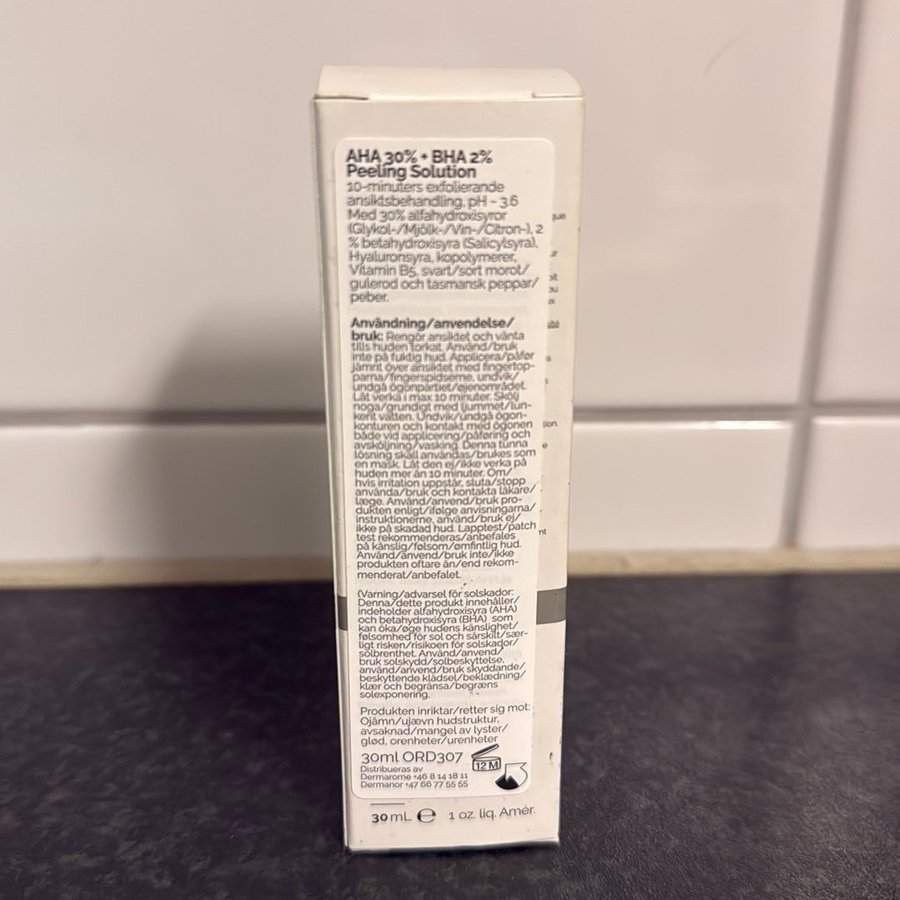 AHA 30% + BHA 2%
Peeling Solution
10-minuters exfolierande
ansiktsbehandling, pH ~ 3.6
Med 30% alfahydroxisyror
(Glykol-/Mjölk-/Vin-/Citron-), 2
% betahydroxisyra (Salicylsyra),
Hyaluronsyra, kopolymerer,
Vitamin B5, svart/sort morot/
gulerod och tasmansk peppar/
peber.
Användning/anvendelse/
bruk: Rengör ansiktet och vänta
tills huden torkat. Använd/bruk
inte på fuktig hud. Applicera/påfør
jämnt över ansiktet med fingertop-
parna/fingerspidserne, undvik/
undgå ögonpartiet/øjenområdet.
Låt verka i max 10 minuter. Skölj
noga/grundigt med ljummet/lun-
kent vatten. Undvik/undgå ögon-
konturen och kontakt med ögonen
både vid applicering/påføring och
avsköljning/vasking. Denna tunna
lösning skall användas/brukes som
en mask. Låt den ej/ikke verka på
huden mer än 10 minuter. Om/
hvis irritation uppstår, sluta/stopp
använda/bruk och kontakta läkare/
læge. Använd/anvend/bruk pro-
dukten enligt/ifølge anvisningarna/
instruktionerne, använd/bruk ej/
ikke på skadad hud. Lapptest/patch
test rekommenderas/anbefales
på känslig/følsom/ømfintlig hud.
Använd/anvend/bruk inte/ikke
produkten oftare än/end rekom-
menderat/anbefalet.
(Varning/advarsel för solskador:
Denna/dette produkt innehåller/
indeholder alfahydroxisyra (AHA)
och betahydroxisyra (BHA) som
kan öka/øge hudens känslighet/
følsomhed för sol och särskilt/sær-
ligt risken/risikoen för solskador/
solbrenthet. Använd/anvend/
bruk solskydd/solbeskyttelse,
använd/anvend/bruk skyddande/
beskyttende klädsel/beklædning/
klær och begränsa/begræns
solexponering.
Produkten inriktar/retter sig mot:
Ojämn/ujævn hudstruktur,
avsaknad/mangel av lyster/
glød, orenheter/urenheter
30ml ORD307
12 M
Distribueras av
Dermarome +46 8 14 18 11
Dermanor +47 66 77 55 55
30 mL ℮ 1 oz. liq. Amér.